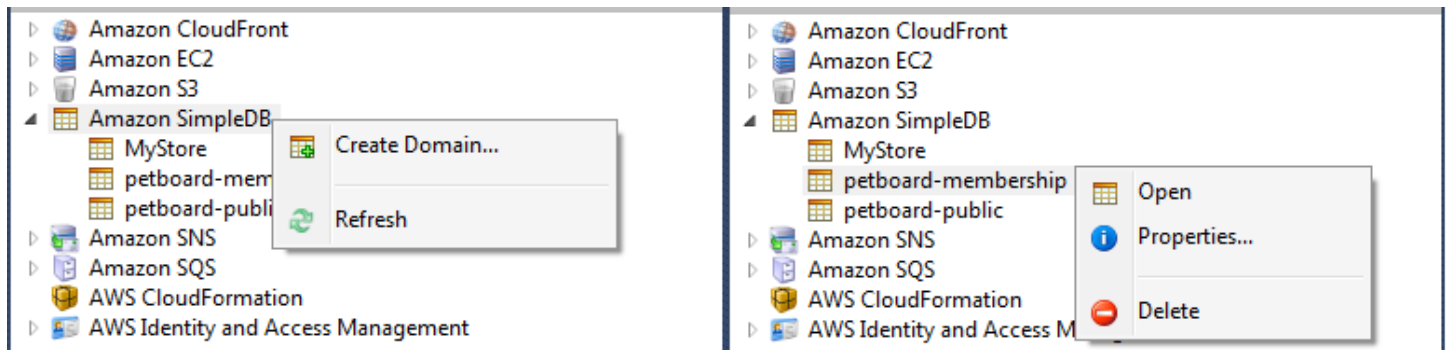 Amazon CloudFront
Amazon EC2
Amazon S3
Amazon SimpleDB
MyStore
petboard-mem
petboard-publi
Amazon SNS
Amazon SQS
AWS CloudFormation
AWS Identity and Access Management
Create Domain...
Refresh
Amazon CloudFront
Amazon EC2
Amazon S3
Amazon SimpleDB
MyStore
petboard-membership
petboard-public
Amazon SNS
Amazon SQS
AWS CloudFormation
AWS Identity and Access M
Open
Properties...
Delete